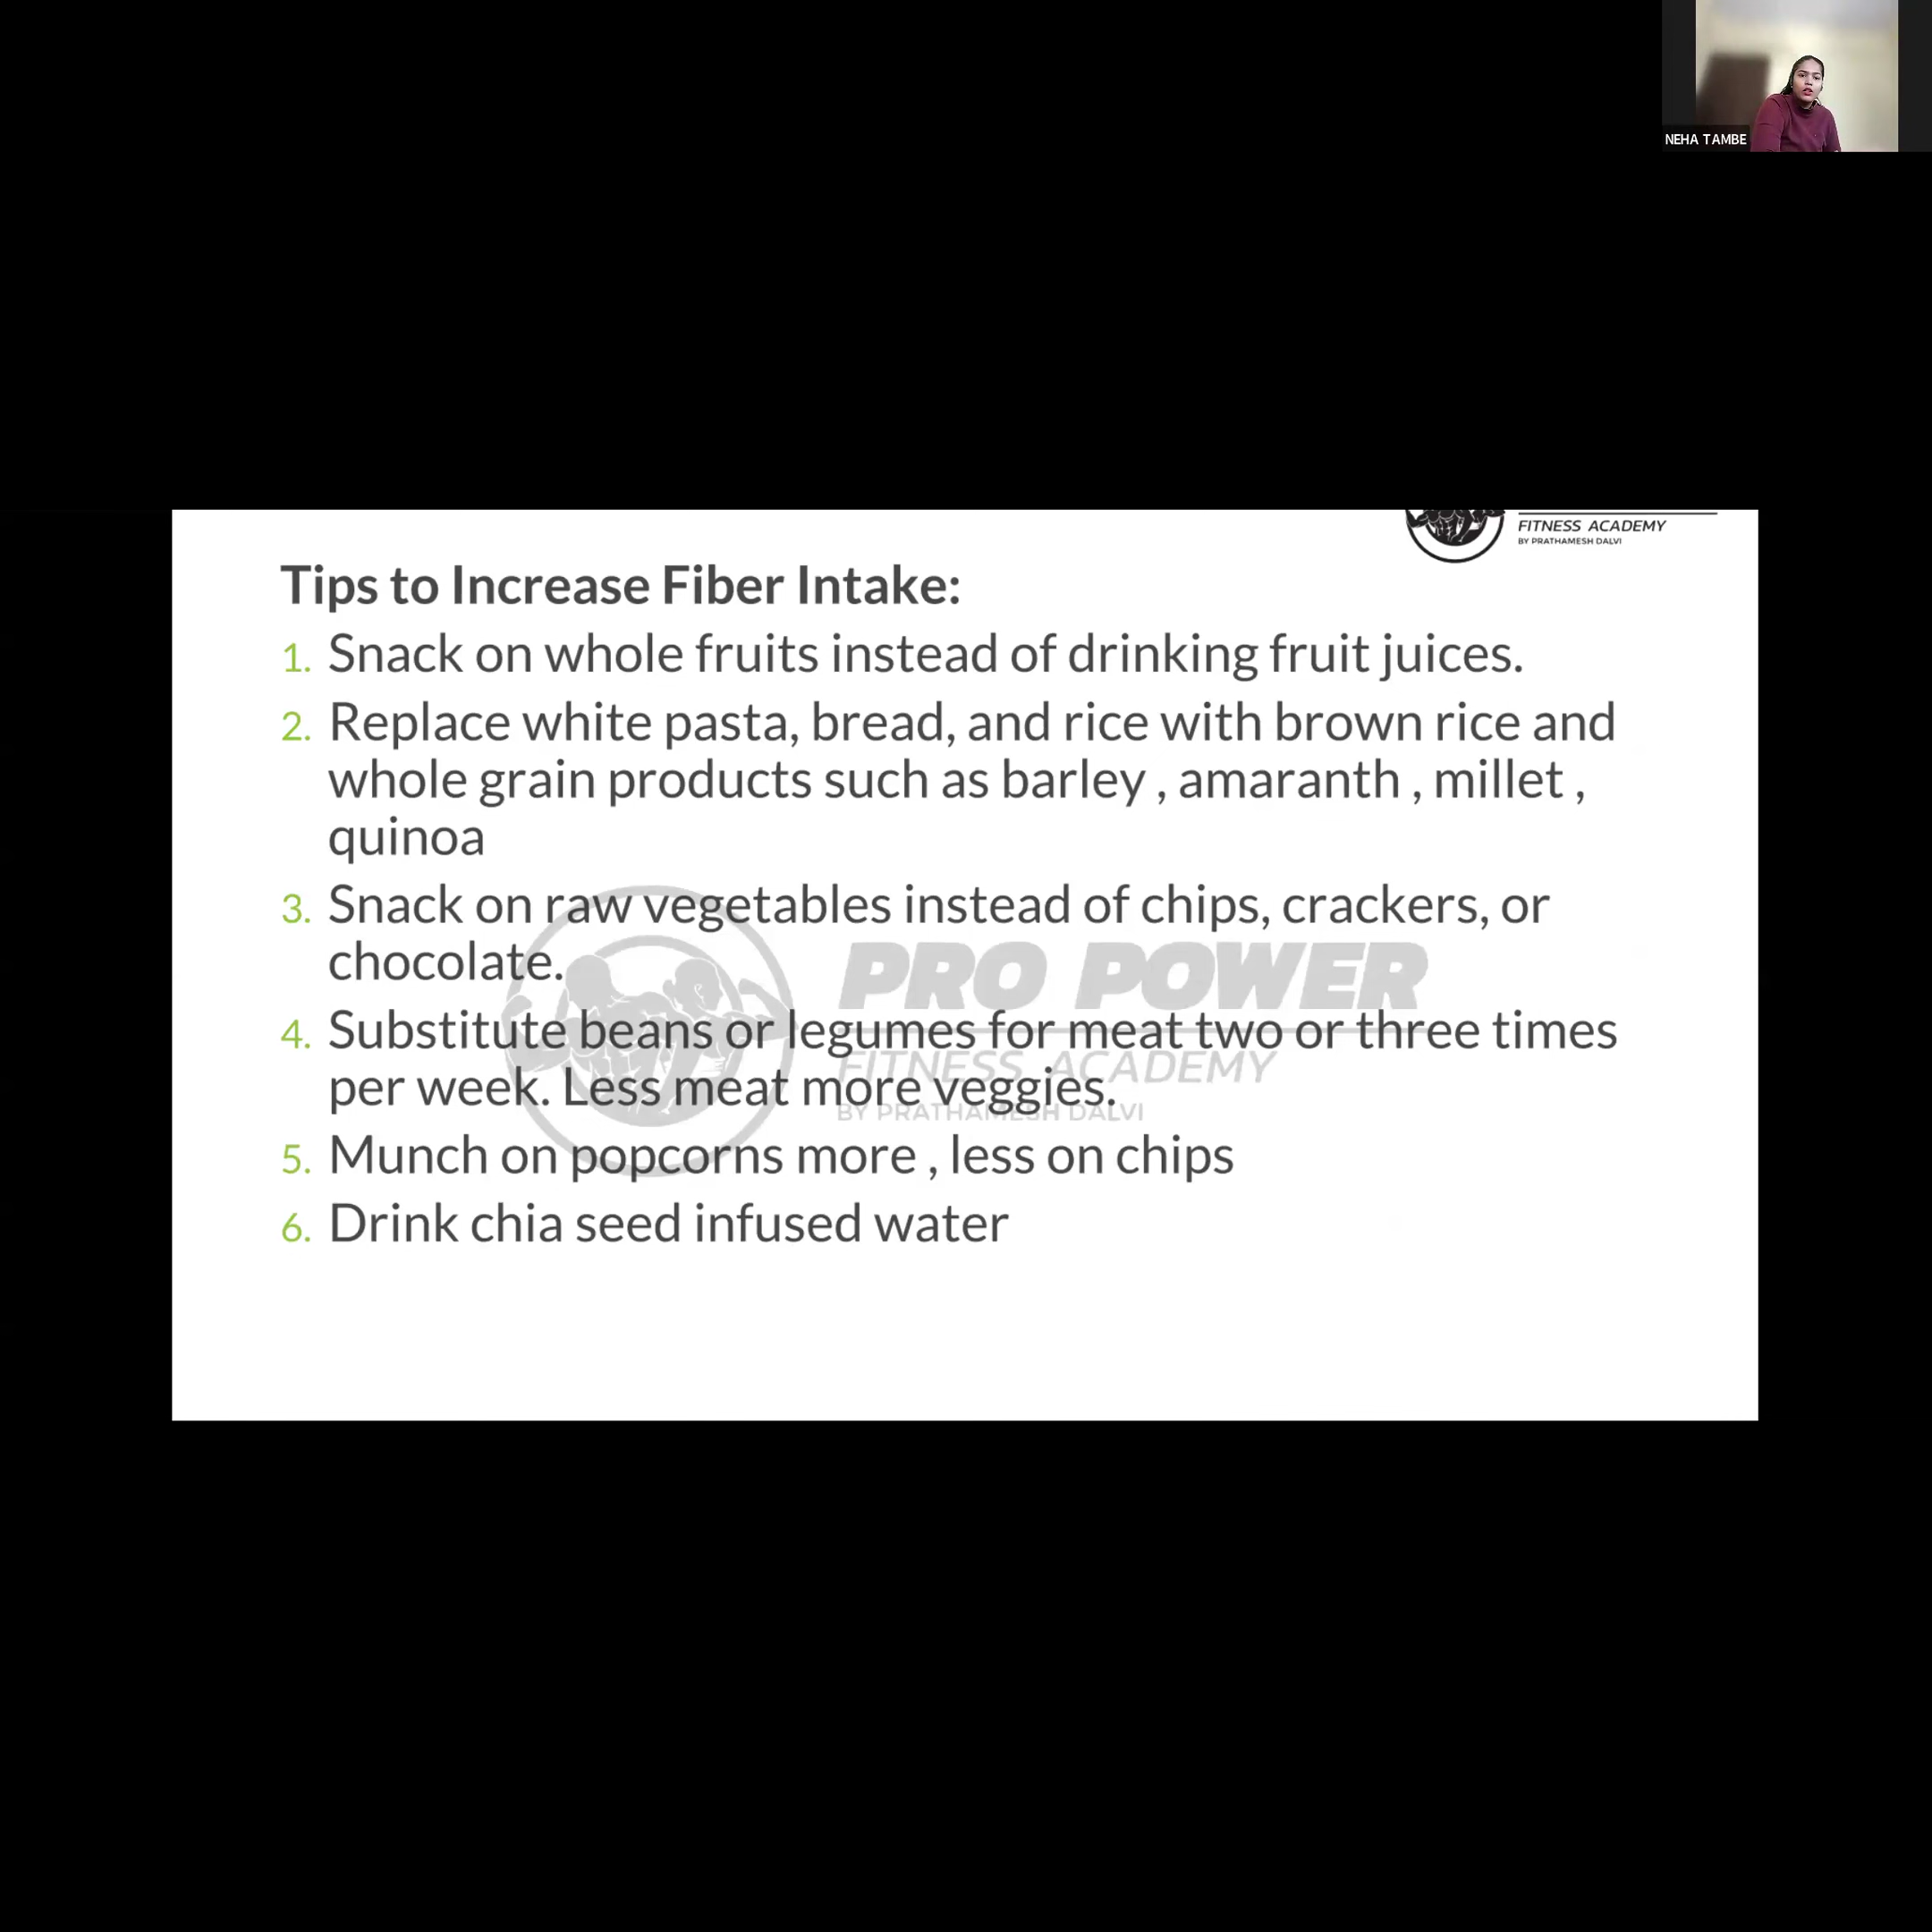 NEHA TAMBE
FITNESS ACADEMY
BY PRATHAMESH DALVI
Tips to Increase Fiber Intake:
1. Snack on whole fruits instead of drinking fruit juices.
2. Replace white pasta, bread, and rice with brown rice and
whole grain products such as barley , amaranth , millet ,
quinoa
3. Snack on raw vegetables instead of chips, crackers, or
chocolate.
PRO POWER
4. Substitute beans or legumes for meat two or three times
FITNESS ACADEMY
per week. Less meat more veggies.
BY PRATHAMESH DALVI
5. Munch on popcorns more , less on chips
6. Drink chia seed infused water